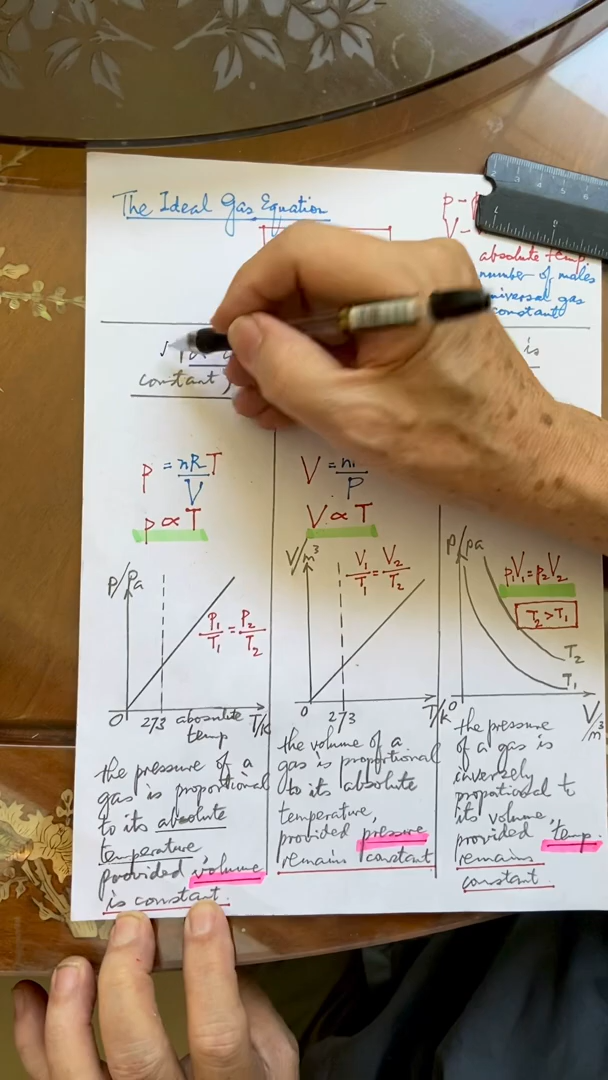 The Ideal Gas Equation
P -
V -
absolute temp.
number of moles
universal gas
constant
is
constant,
P = nR/V T
p ∝ T
V = n/P
V ∝ T
P/Pa
P₁/T₁ = P₂/T₂
0
273
abosulte
temp
T/k
V/m³
V₁/T₁ = V₂/T₂
0
273
T/k
P/Pa
p₁V₁ = p₂V₂
T₂ > T₁
T₂
T₁
0
V/m³
the pressure of a
gas is proportional
to its absolute
temperature
provided volume
is constant.
the volume of a
gas is proportional
to its absolute
temperature,
provided pressure
remains constant
the pressure
of a gas is
inversely
propational to
its volume,
provided temp.
remains
constant.